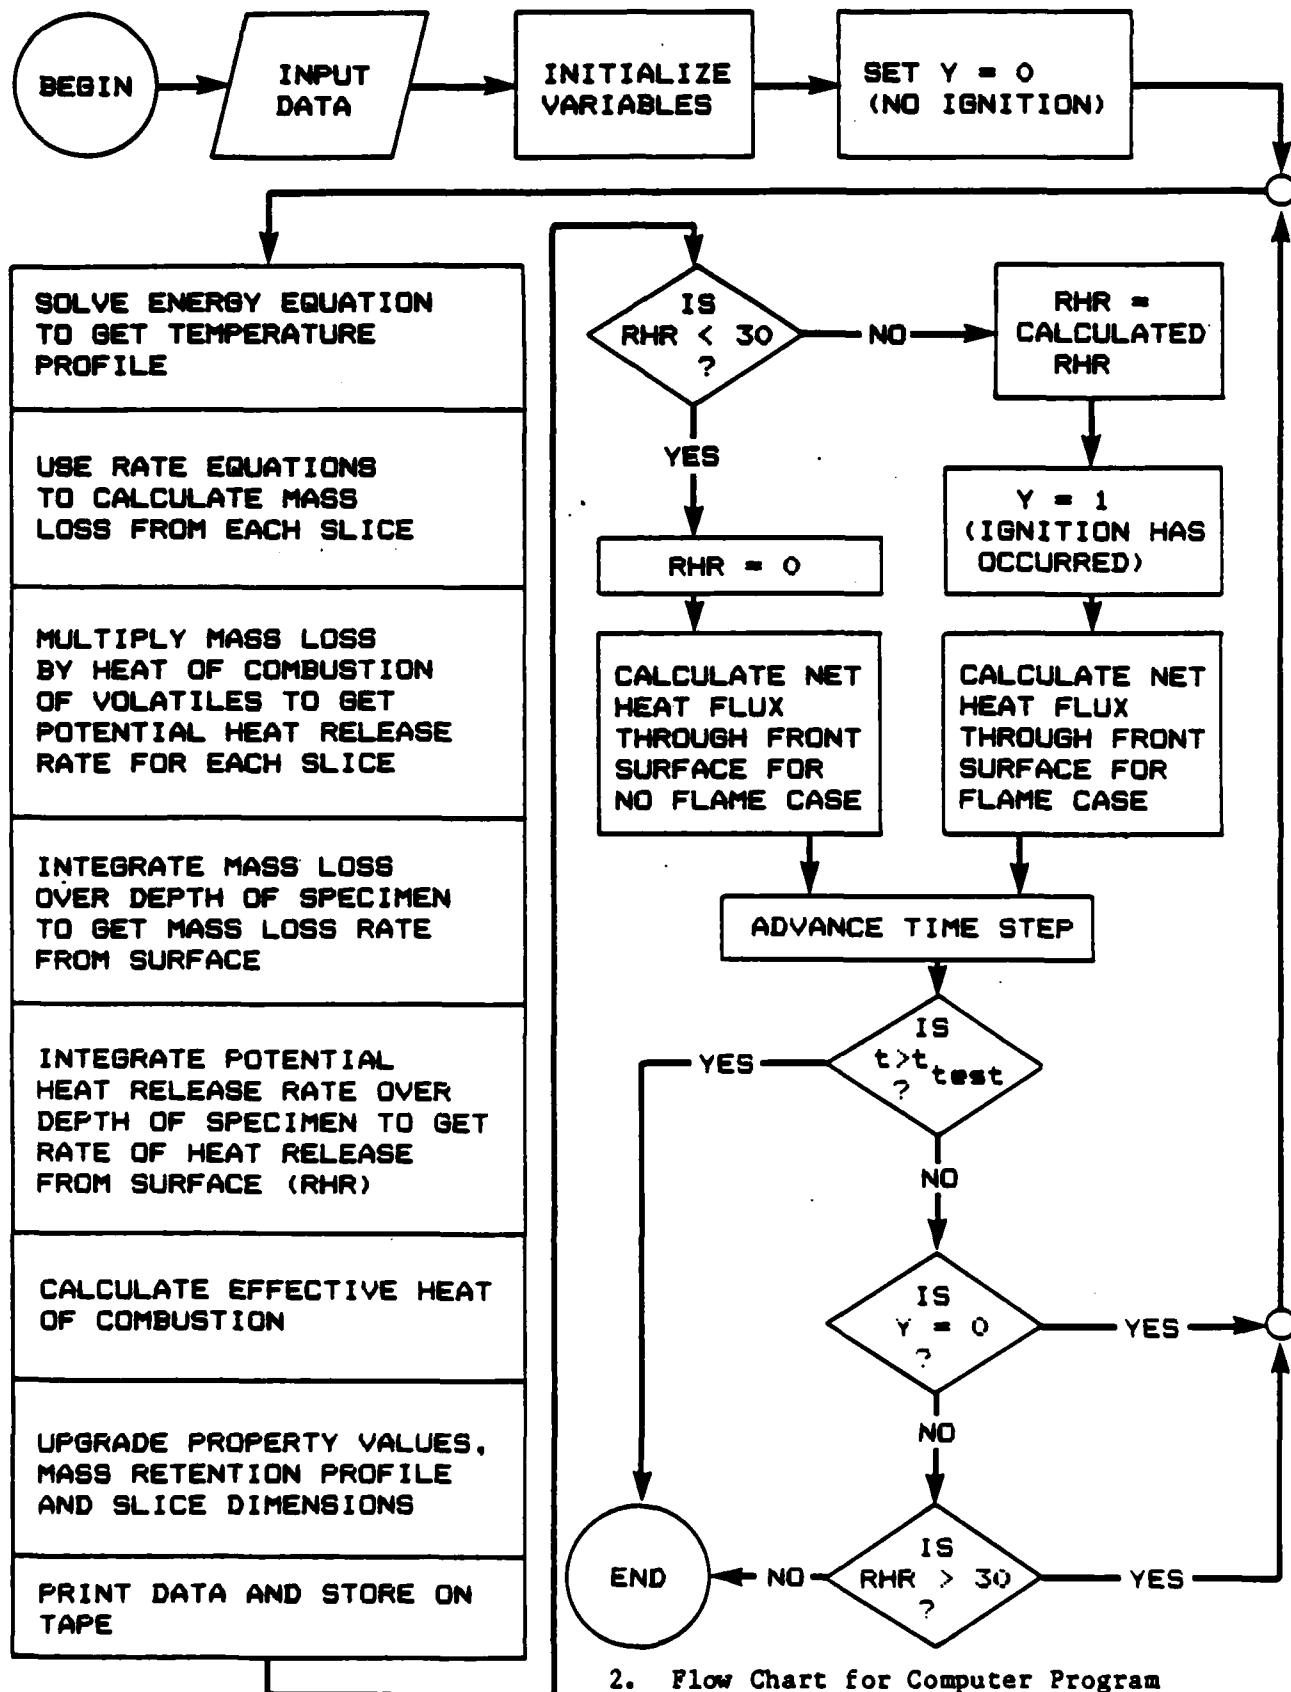 BEGIN
INPUT
DATA
INITIALIZE
VARIABLES
SET Y = 0
(NO IGNITION)
SOLVE ENERGY EQUATION
TO GET TEMPERATURE
PROFILE
USE RATE EQUATIONS
TO CALCULATE MASS
LOSS FROM EACH SLICE
MULTIPLY MASS LOSS
BY HEAT OF COMBUSTION
OF VOLATILES TO GET
POTENTIAL HEAT RELEASE
RATE FOR EACH SLICE
INTEGRATE MASS LOSS
OVER DEPTH OF SPECIMEN
TO GET MASS LOSS RATE
FROM SURFACE
INTEGRATE POTENTIAL
HEAT RELEASE RATE OVER
DEPTH OF SPECIMEN TO GET
RATE OF HEAT RELEASE
FROM SURFACE (RHR)
CALCULATE EFFECTIVE HEAT
OF COMBUSTION
UPGRADE PROPERTY VALUES,
MASS RETENTION PROFILE
AND SLICE DIMENSIONS
PRINT DATA AND STORE ON
TAPE
IS
RHR < 30
?
NO
RHR =
CALCULATED
RHR
YES
Y = 1
(IGNITION HAS
OCCURRED)
RHR = 0
CALCULATE NET
HEAT FLUX
THROUGH FRONT
SURFACE FOR
NO FLAME CASE
CALCULATE NET
HEAT FLUX
THROUGH FRONT
SURFACE FOR
FLAME CASE
ADVANCE TIME STEP
IS
t>t test
?
YES
NO
IS
Y = 0
?
YES
NO
IS
RHR > 30
?
YES
NO
END
2. Flow Chart for Computer Program